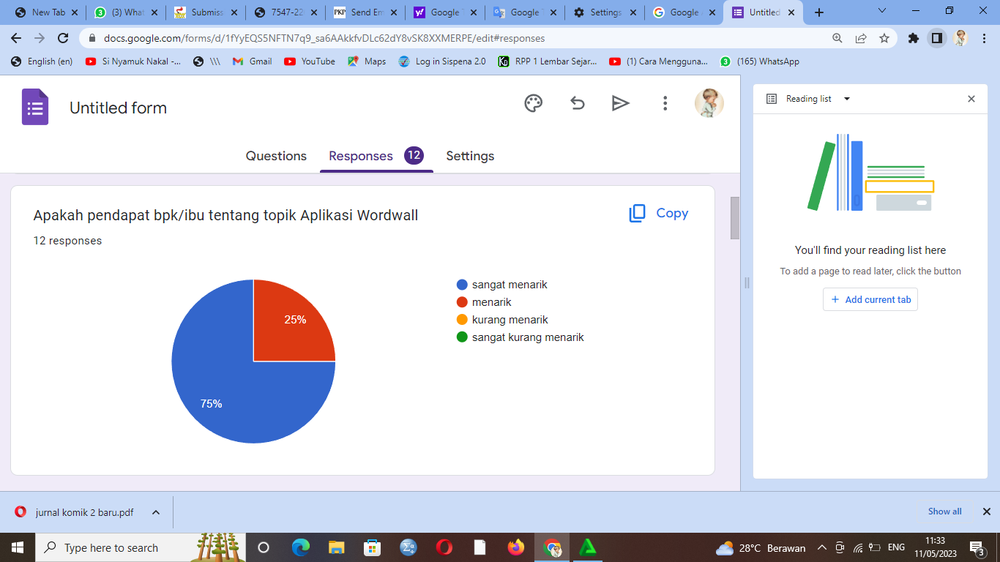 New Tab
(3) What
Submiss
7547-22
PKP Send Em
Google T
Google T
Settings
Google
Untitled
docs.google.com/forms/d/1fYyEQS5NFTN7q9_sa6AAkkfvDLc62dY8vSK8XXMERPE/edit#responses
English (en)
Si Nyamuk Nakal -...
\\\
Gmail
YouTube
Maps
Log in Sispena 2.0
RPP 1 Lembar Sejar...
(1) Cara Mengguna...
(165) WhatsApp
Untitled form
Questions
Responses 12
Settings
Apakah pendapat bpk/ibu tentang topik Aplikasi Wordwall
Copy
12 responses
25%
75%
sangat menarik
menarik
kurang menarik
sangat kurang menarik
Reading list
You'll find your reading list here
To add a page to read later, click the button
+ Add current tab
jurnal komik 2 baru.pdf
Show all
Type here to search
28°C Berawan
ENG
11:33
11/05/2023
3